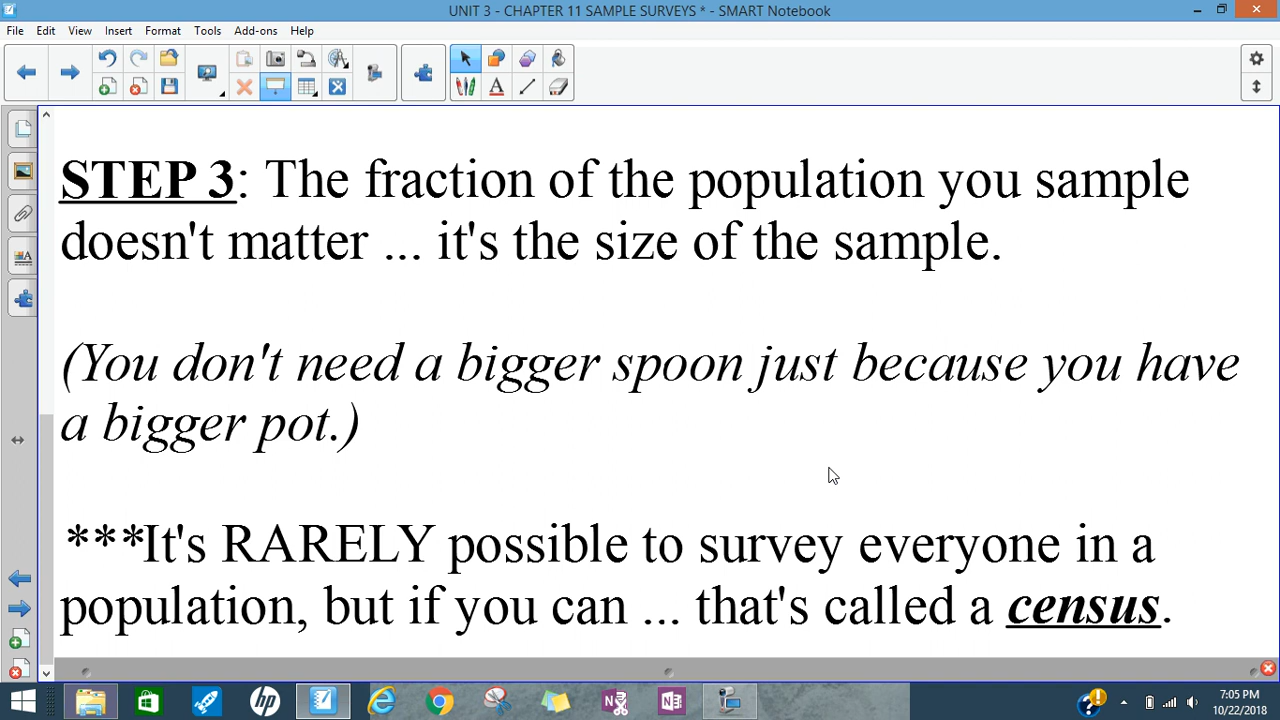 UNIT 3 - CHAPTER 11 SAMPLE SURVEYS * - SMART Notebook
File Edit View Insert Format Tools Add-ons Help
STEP 3: The fraction of the population you sample
doesn't matter ... it's the size of the sample.
(You don't need a bigger spoon just because you have
a bigger pot.)
***It's RARELY possible to survey everyone in a
population, but if you can ... that's called a census.
7:05 PM
10/22/2018